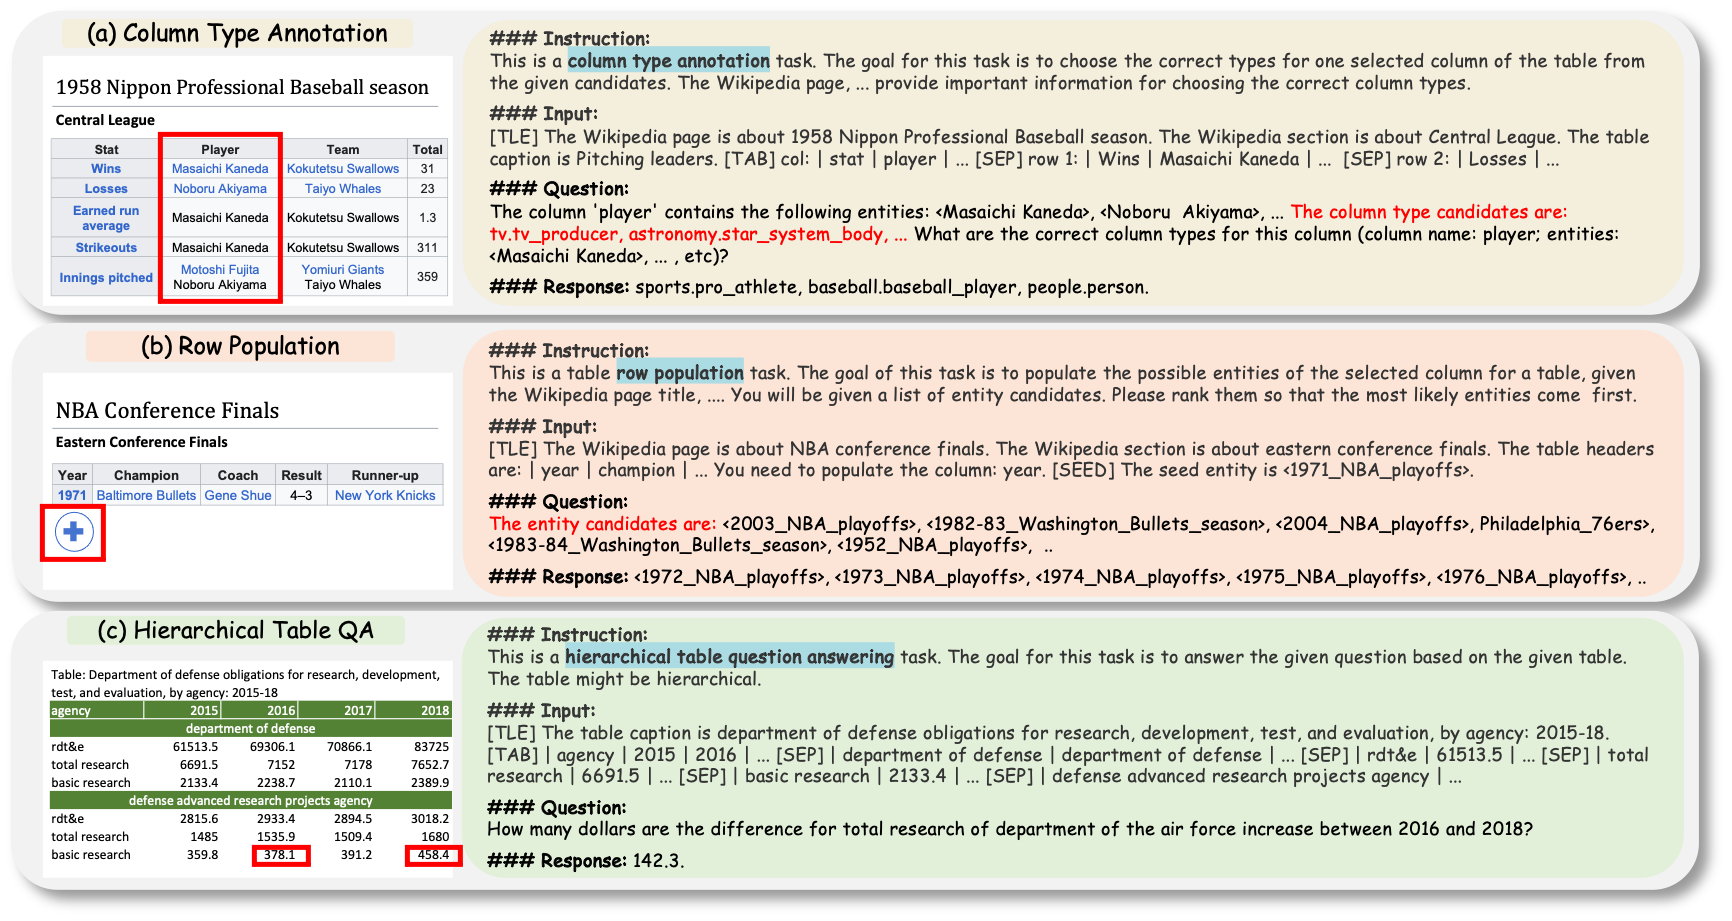 (a) Column Type Annotation
1958 Nippon Professional Baseball season
Central League
Stat Player Team Total
Wins Masaichi Kaneda Kokutetsu Swallows 31
Losses Noboru Akiyama Taiyo Whales 23
Earned run average Masaichi Kaneda Kokutetsu Swallows 1.3
Strikeouts Masaichi Kaneda Kokutetsu Swallows 311
Innings pitched Motoshi Fujita Noboru Akiyama Yomiuri Giants Taiyo Whales 359
### Instruction:
This is a column type annotation task. The goal for this task is to choose the correct types for one selected column of the table from
the given candidates. The Wikipedia page, ... provide important information for choosing the correct column types.
### Input:
[TLE] The Wikipedia page is about 1958 Nippon Professional Baseball season. The Wikipedia section is about Central League. The table
caption is Pitching leaders. [TAB] col: | stat | player | ... [SEP] row 1: | Wins | Masaichi Kaneda | ... [SEP] row 2: | Losses | ...
### Question:
The column 'player' contains the following entities: <Masaichi Kaneda>, <Noboru Akiyama>, ... The column type candidates are:
tv.tv_producer, astronomy.star_system_body, ... What are the correct column types for this column (column name: player; entities:
<Masaichi Kaneda>, ... , etc)?
### Response: sports.pro_athlete, baseball.baseball_player, people.person.
(b) Row Population
NBA Conference Finals
Eastern Conference Finals
Year Champion Coach Result Runner-up
1971 Baltimore Bullets Gene Shue 4–3 New York Knicks
### Instruction:
This is a table row population task. The goal of this task is to populate the possible entities of the selected column for a table, given
the Wikipedia page title, .... You will be given a list of entity candidates. Please rank them so that the most likely entities come first.
### Input:
[TLE] The Wikipedia page is about NBA conference finals. The Wikipedia section is about eastern conference finals. The table headers
are: | year | champion | ... You need to populate the column: year. [SEED] The seed entity is <1971_NBA_playoffs>.
### Question:
The entity candidates are: <2003_NBA_playoffs>, <1982-83_Washington_Bullets_season>, <2004_NBA_playoffs>, Philadelphia_76ers>,
<1983-84_Washington_Bullets_season>, <1952_NBA_playoffs>, ..
### Response: <1972_NBA_playoffs>, <1973_NBA_playoffs>, <1974_NBA_playoffs>, <1975_NBA_playoffs>, <1976_NBA_playoffs>, ..
(c) Hierarchical Table QA
Table: Department of defense obligations for research, development,
test, and evaluation, by agency: 2015-18
agency 2015 2016 2017 2018
department of defense
rdt&e 61513.5 69306.1 70866.1 83725
total research 6691.5 7152 7178 7652.7
basic research 2133.4 2238.7 2110.1 2389.9
defense advanced research projects agency
rdt&e 2815.6 2933.4 2894.5 3018.2
total research 1485 1535.9 1509.4 1680
basic research 359.8 378.1 391.2 458.4
### Instruction:
This is a hierarchical table question answering task. The goal for this task is to answer the given question based on the given table.
The table might be hierarchical.
### Input:
[TLE] The table caption is department of defense obligations for research, development, test, and evaluation, by agency: 2015-18.
[TAB] | agency | 2015 | 2016 | ... [SEP] | department of defense | department of defense | ... [SEP] | rdt&e | 61513.5 | ... [SEP] | total
research | 6691.5 | ... [SEP] | basic research | 2133.4 | ... [SEP] | defense advanced research projects agency | ...
### Question:
How many dollars are the difference for total research of department of the air force increase between 2016 and 2018?
### Response: 142.3.